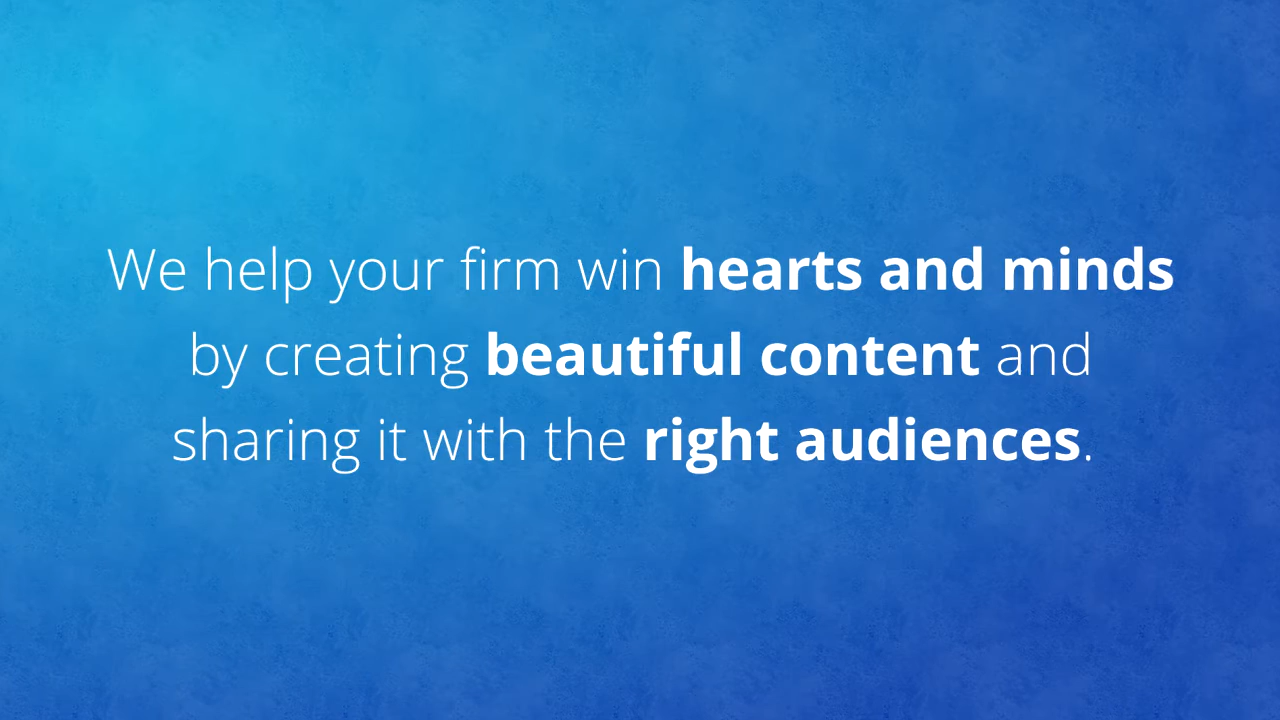 We help your firm win hearts and minds
by creating beautiful content and
sharing it with the right audiences.